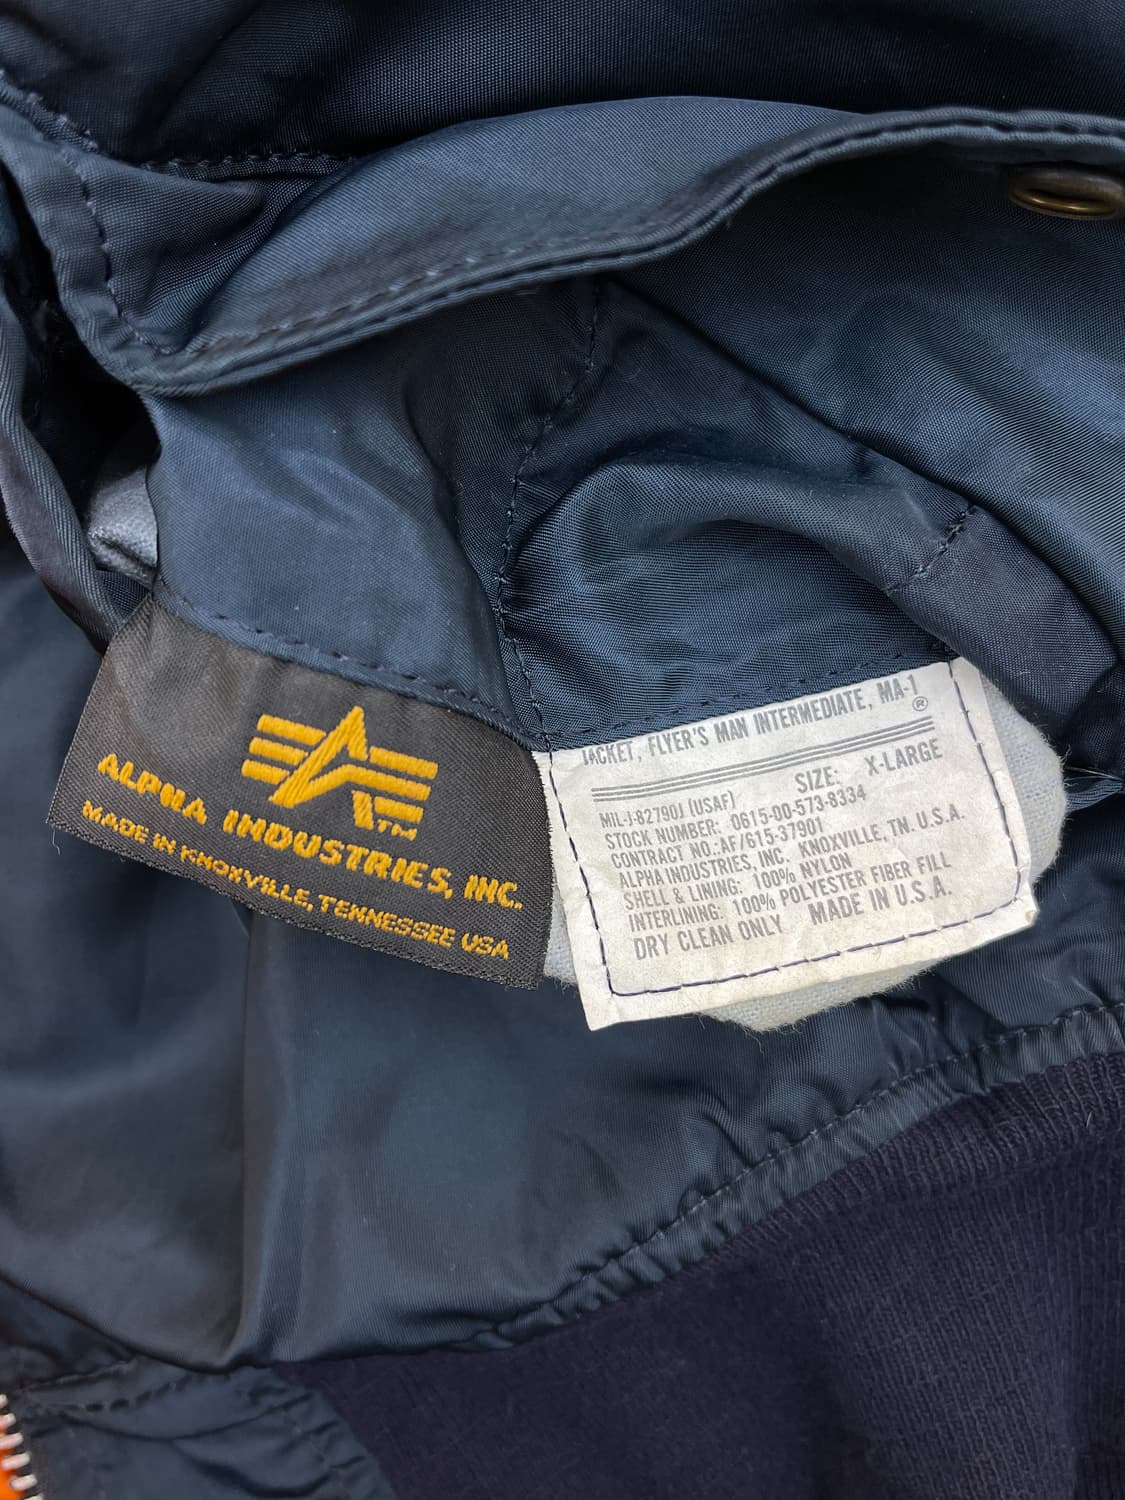 ALPHA INDUSTRIES, INC.
MADE IN KNOXVILLE, TENNESSEE USA
TM
JACKET, FLYER'S MAN INTERMEDIATE, MA-1
®
SIZE: X-LARGE
MIL-J-82790J (USAF)
STOCK NUMBER: 0615-00-573-8334
CONTRACT NO.:AF/615-37901
ALPHA INDUSTRIES, INC. KNOXVILLE, TN. U.S.A.
SHELL & LINING: 100% NYLON
INTERLINING: 100% POLYESTER FIBER FILL
DRY CLEAN ONLY MADE IN U.S.A.